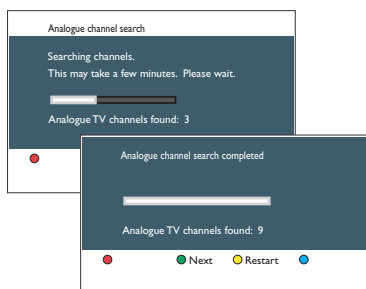 Analogue channel search
Searching channels.
This may take a few minutes. Please wait.
Analogue TV channels found: 3
Analogue channel search completed
Analogue TV channels found: 9
Next Restart